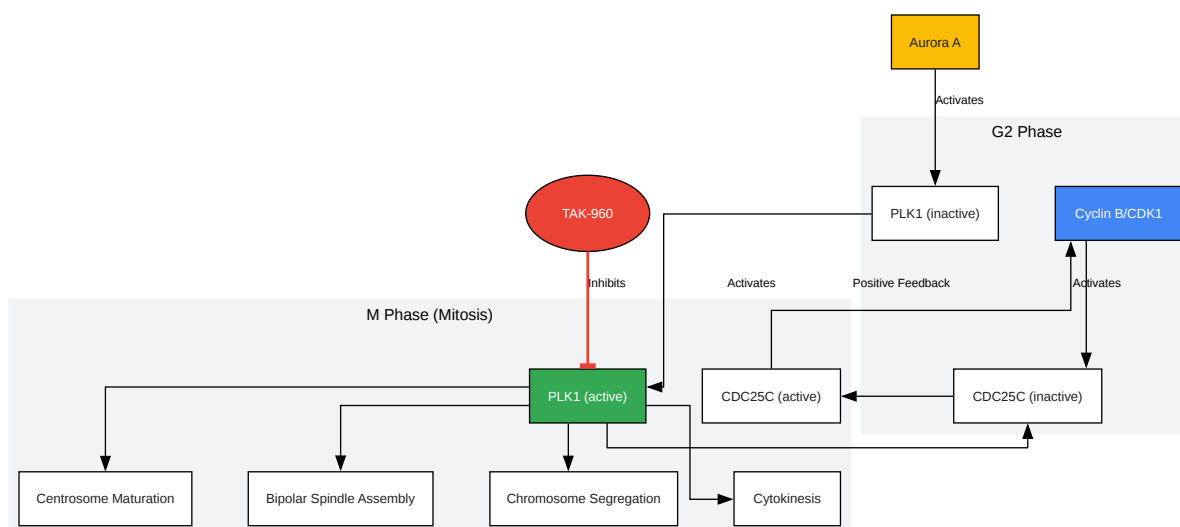 Aurora A
Activates
G2 Phase
TAK-960
PLK1 (inactive)
Cyclin B/CDK1
Inhibits
Activates
Positive Feedback
Activates
M Phase (Mitosis)
PLK1 (active)
CDC25C (active)
CDC25C (inactive)
Centrosome Maturation
Bipolar Spindle Assembly
Chromosome Segregation
Cytokinesis